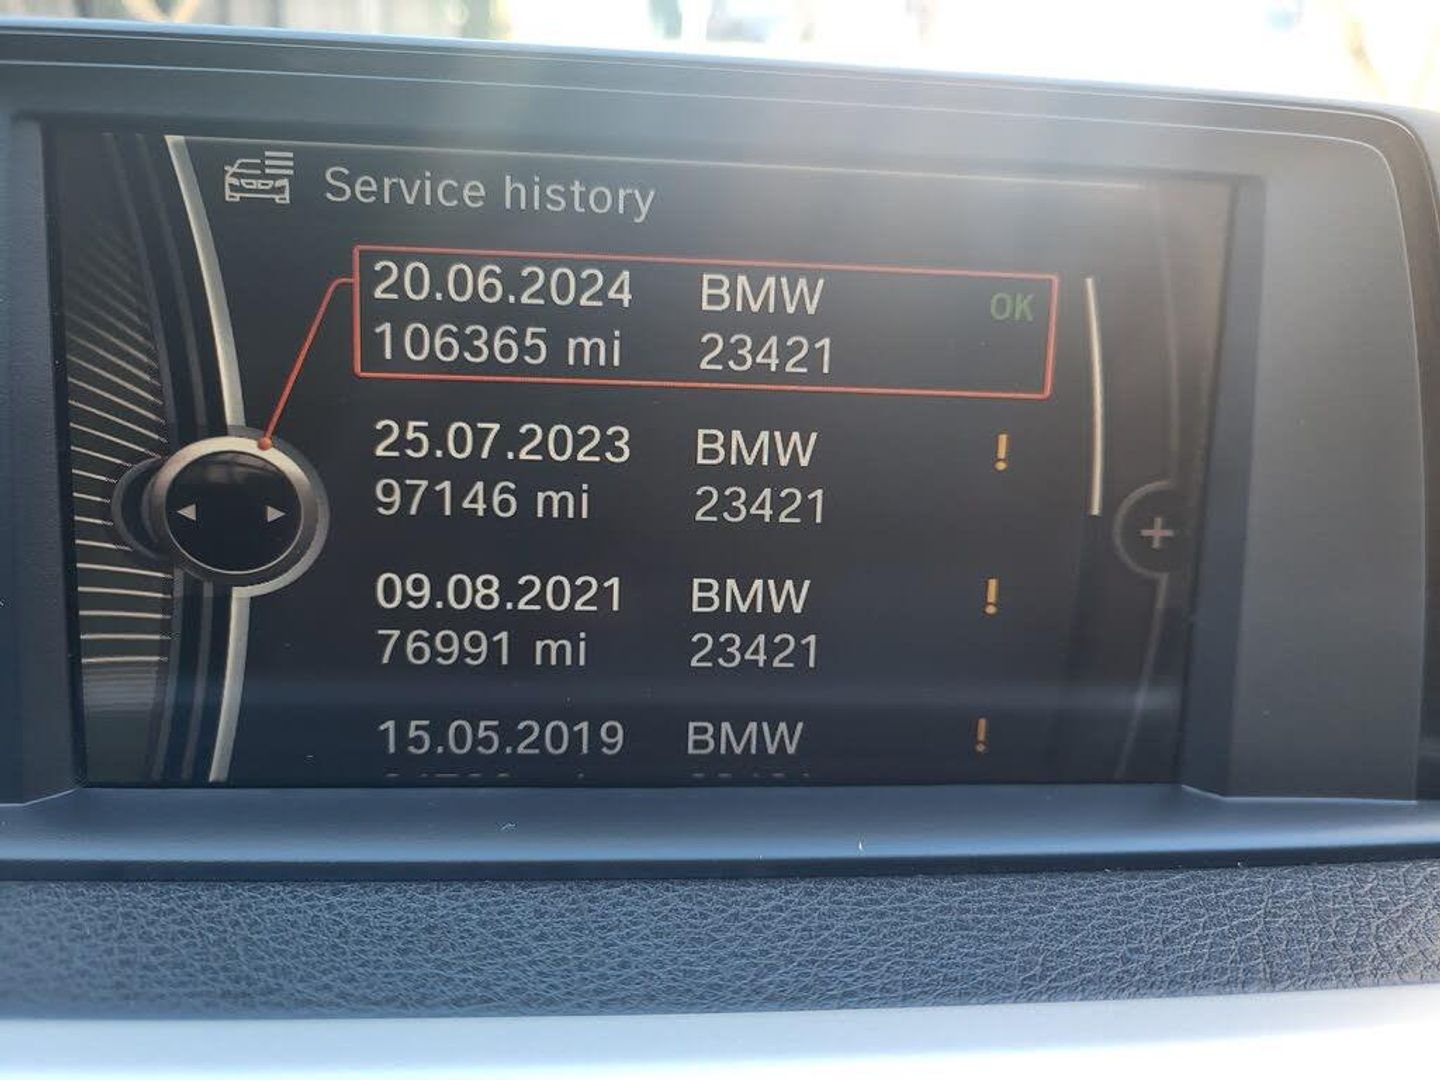 Service history
20.06.2024 BMW OK
106365 mi 23421
25.07.2023 BMW !
97146 mi 23421
09.08.2021 BMW !
76991 mi 23421
15.05.2019 BMW !